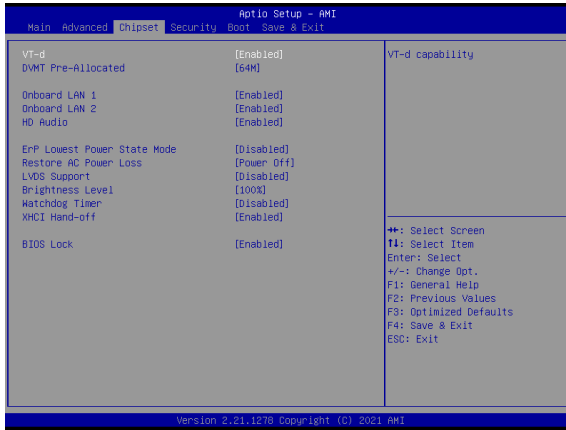 Aptio Setup - AMI
Main Advanced Chipset Security Boot Save & Exit
VT-d [Enabled]
DVMT Pre-Allocated [64M]
Onboard LAN 1 [Enabled]
Onboard LAN 2 [Enabled]
HD Audio [Enabled]
ErP Lowest Power State Mode [Disabled]
Restore AC Power Loss [Power Off]
LVDS Support [Disabled]
Brightness Level [100%]
Watchdog Timer [Disabled]
XHCI Hand-off [Enabled]
BIOS Lock [Enabled]
VT-d capability
→←: Select Screen
↑↓: Select Item
Enter: Select
+/-: Change Opt.
F1: General Help
F2: Previous Values
F3: Optimized Defaults
F4: Save & Exit
ESC: Exit
Version 2.21.1278 Copyright (C) 2021 AMI